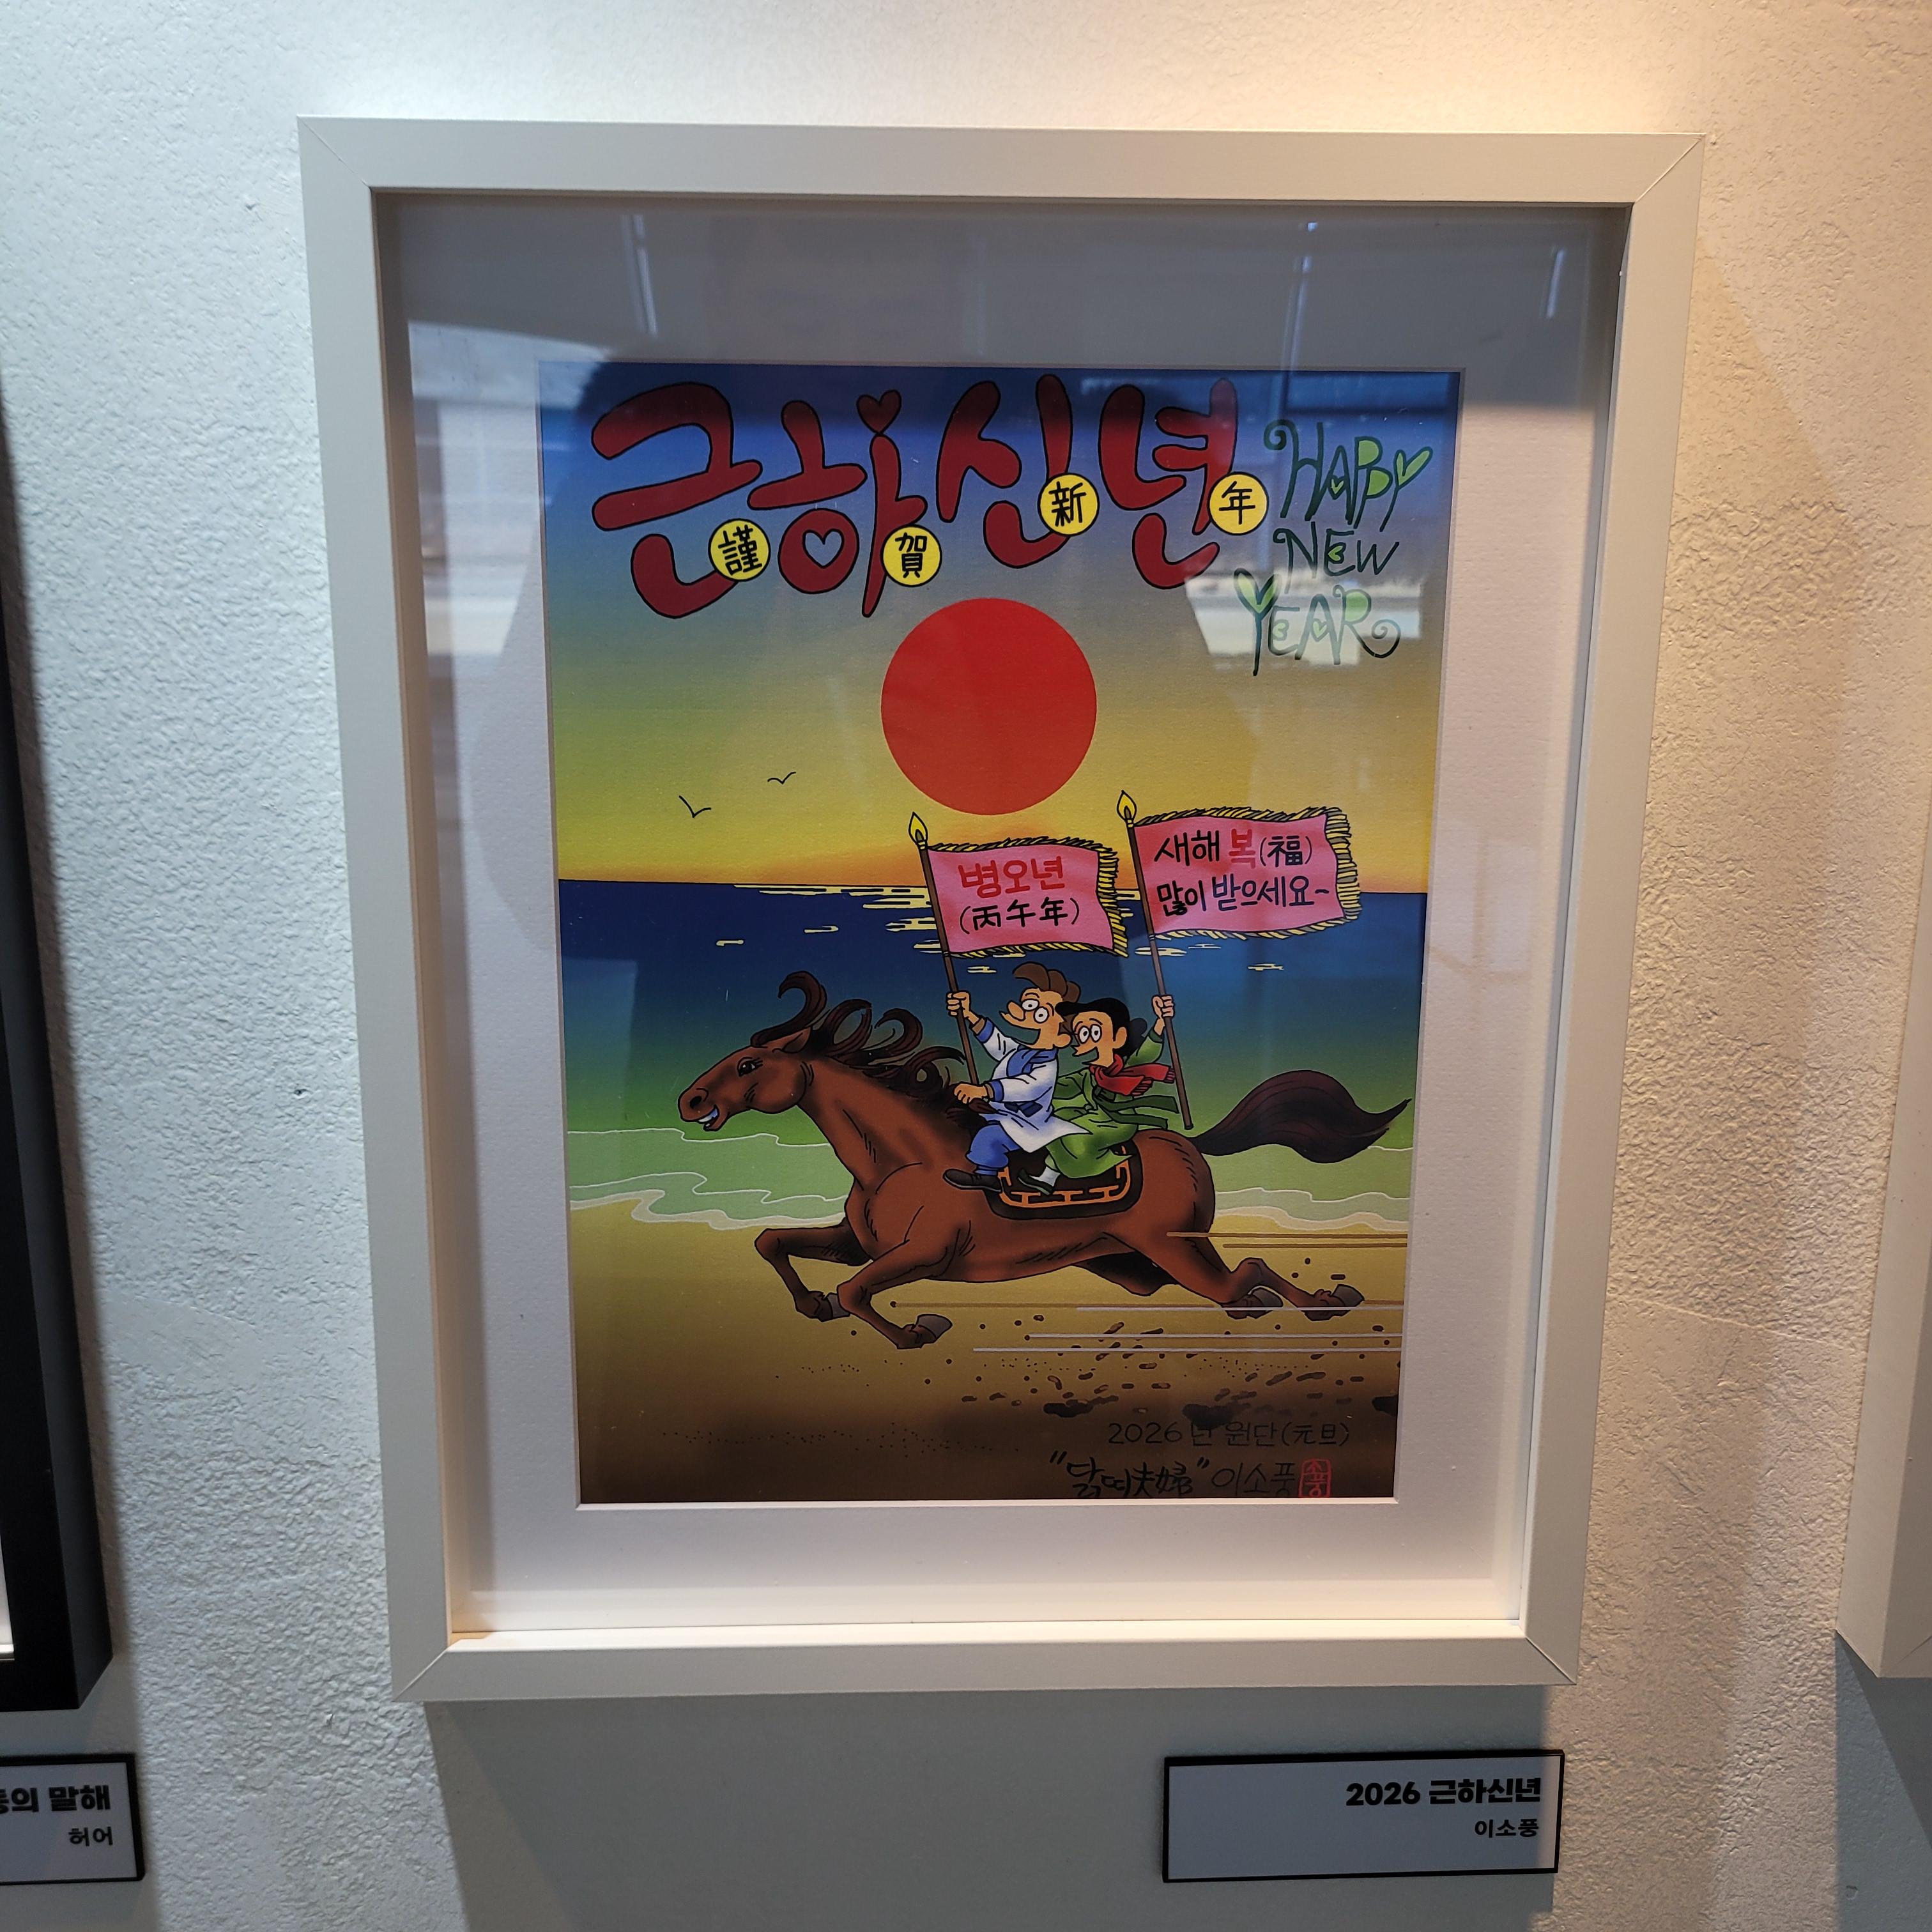 근하신년
謹賀新年
HAPPY
NEW
YEAR
병오년
(丙午年)
새해 복(福)
많이 받으세요~
2026년 원단(元旦)
"닭떠夫婦" 이소풍
2026 근하신년
이소풍
의 말해
허어